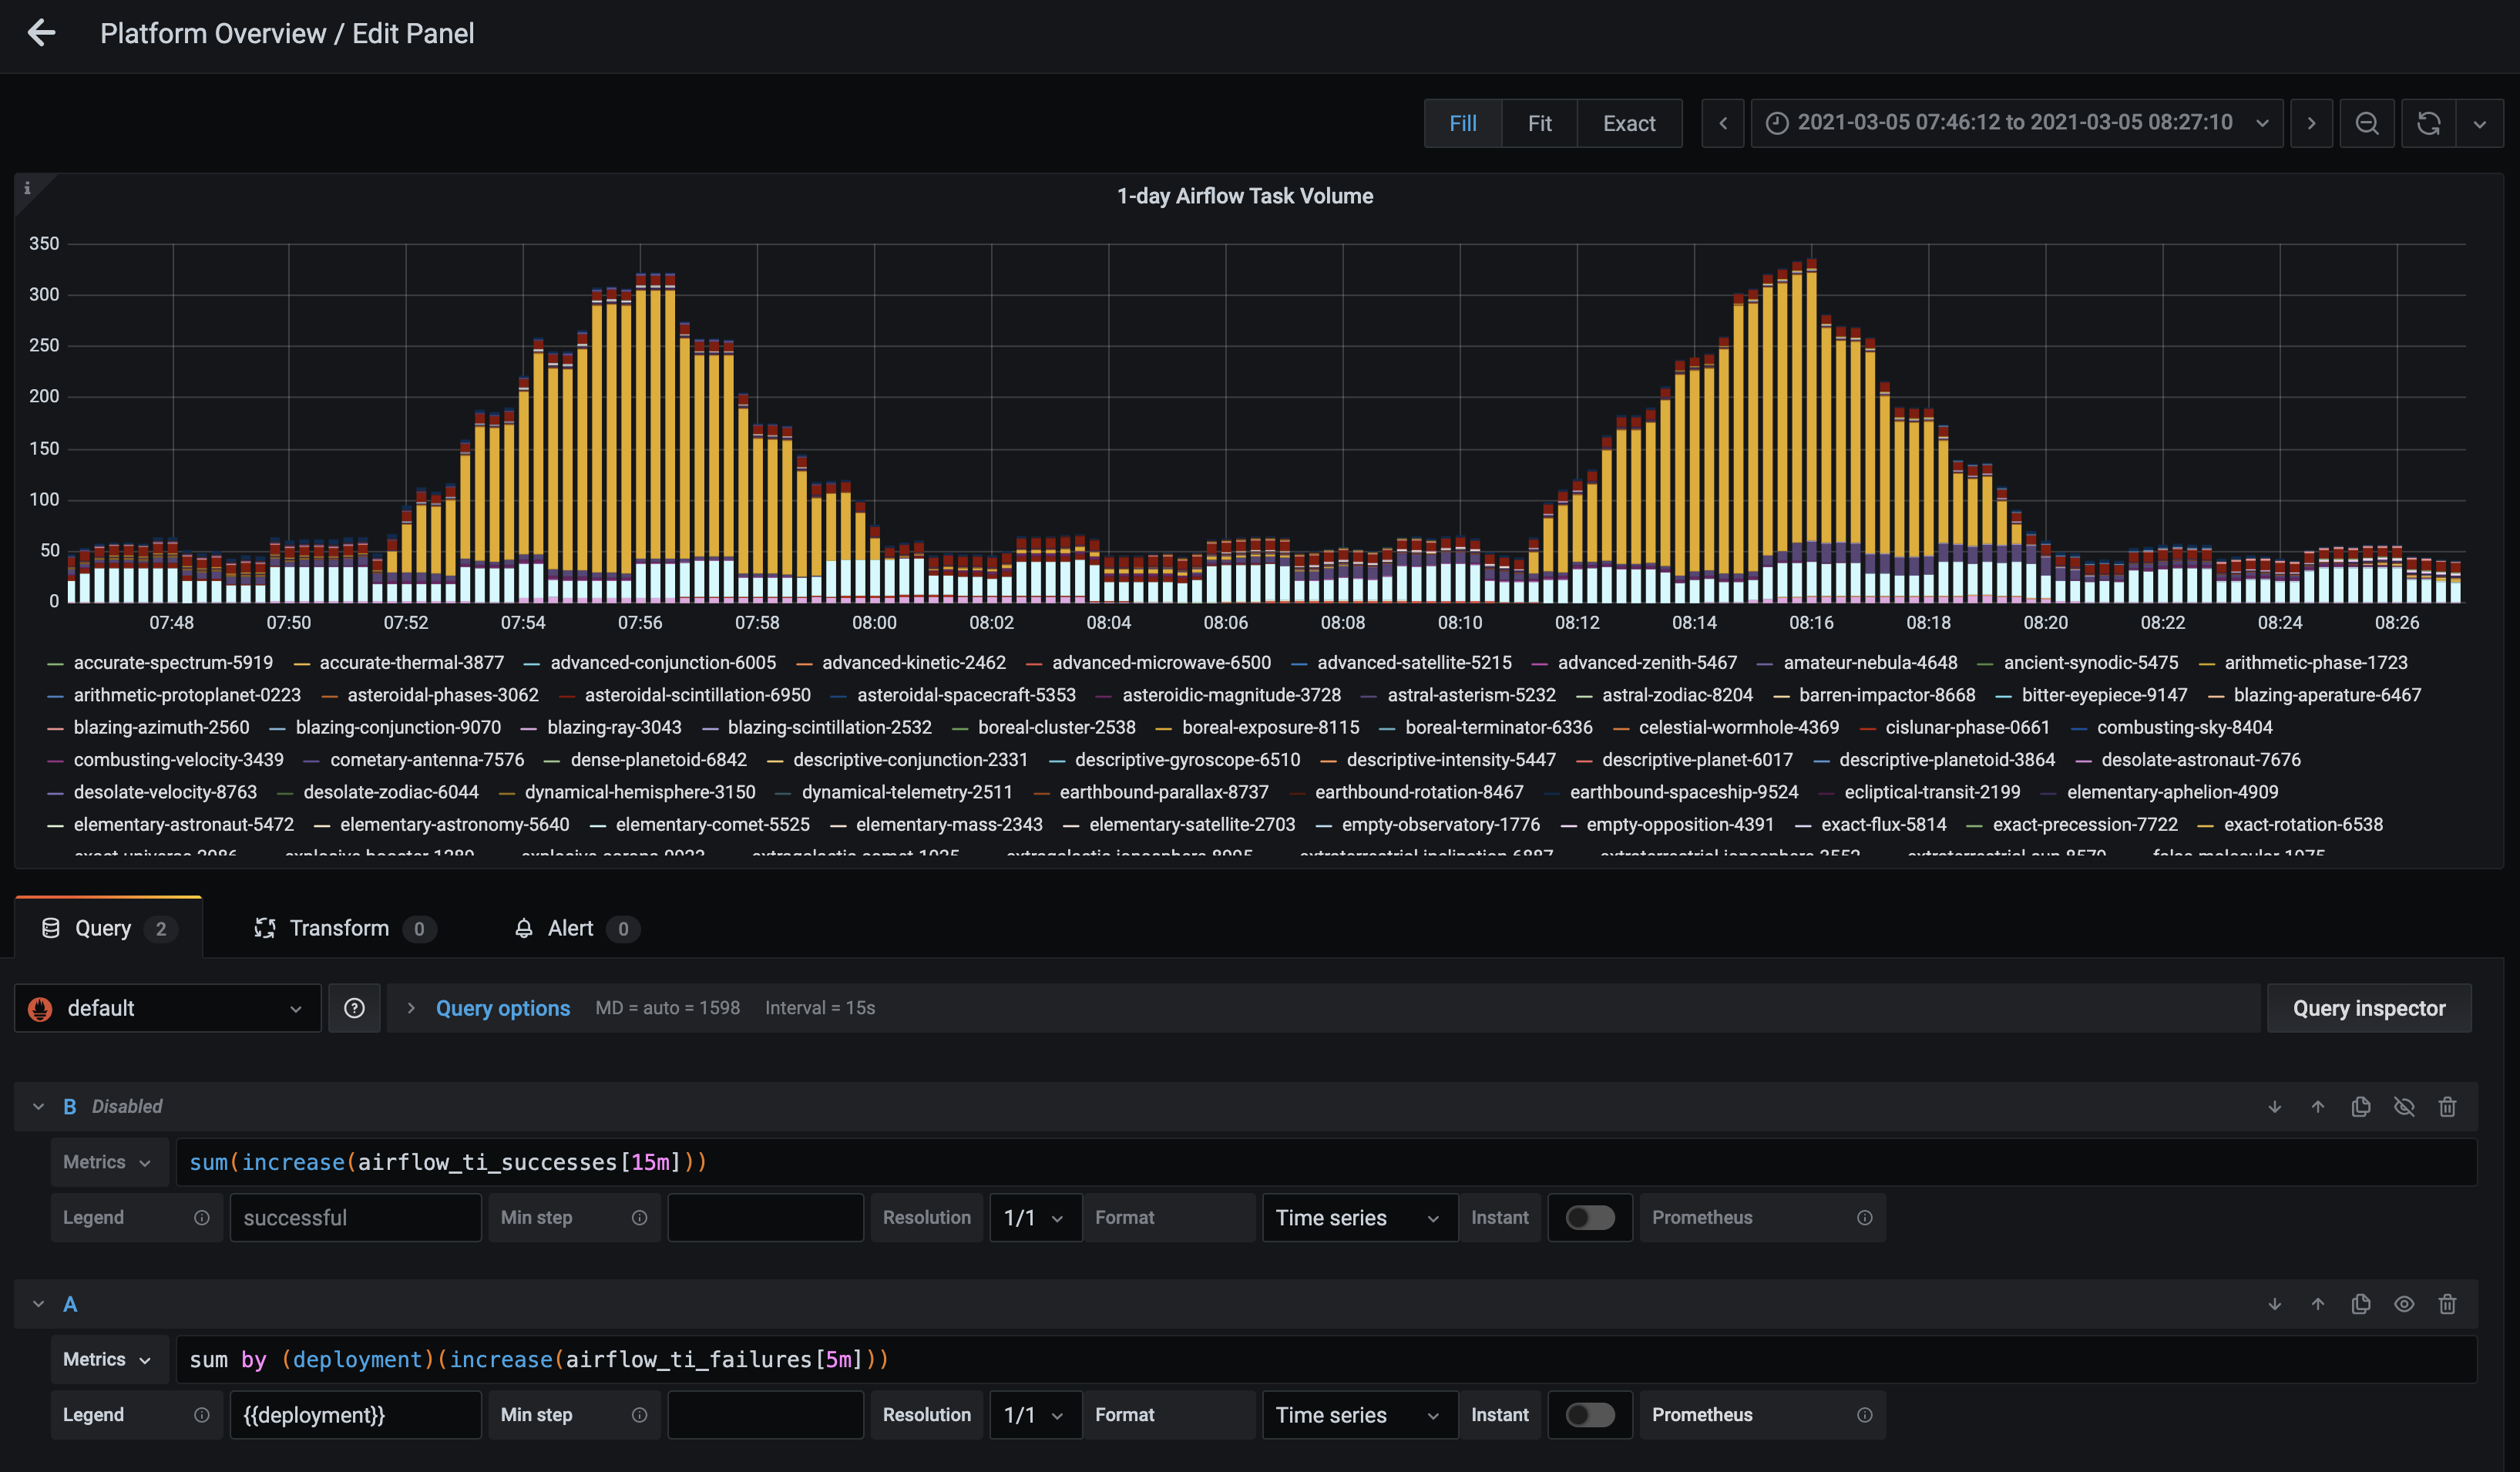 Platform Overview / Edit Panel
Fill Fit Exact 2021-03-05 07:46:12 to 2021-03-05 08:27:10
i
1-day Airflow Task Volume
350
300
250
200
150
100
50
0
07:48 07:50 07:52 07:54 07:56 07:58 08:00 08:02 08:04 08:06 08:08 08:10 08:12 08:14 08:16 08:18 08:20 08:22 08:24 08:26
accurate-spectrum-5919 accurate-thermal-3877 advanced-conjunction-6005 advanced-kinetic-2462 advanced-microwave-6500 advanced-satellite-5215 advanced-zenith-5467 amateur-nebula-4648 ancient-synodic-5475 arithmetic-phase-1723
arithmetic-protoplanet-0223 asteroidal-phases-3062 asteroidal-scintillation-6950 asteroidal-spacecraft-5353 asteroidic-magnitude-3728 astral-asterism-5232 astral-zodiac-8204 barren-impactor-8668 bitter-eyepiece-9147 blazing-aperature-6467
blazing-azimuth-2560 blazing-conjunction-9070 blazing-ray-3043 blazing-scintillation-2532 boreal-cluster-2538 boreal-exposure-8115 boreal-terminator-6336 celestial-wormhole-4369 cislunar-phase-0661 combusting-sky-8404
combusting-velocity-3439 cometary-antenna-7576 dense-planetoid-6842 descriptive-conjunction-2331 descriptive-gyroscope-6510 descriptive-intensity-5447 descriptive-planet-6017 descriptive-planetoid-3864 desolate-astronaut-7676
desolate-velocity-8763 desolate-zodiac-6044 dynamical-hemisphere-3150 dynamical-telemetry-2511 earthbound-parallax-8737 earthbound-rotation-8467 earthbound-spaceship-9524 ecliptical-transit-2199 elementary-aphelion-4909
elementary-astronaut-5472 elementary-astronomy-5640 elementary-comet-5525 elementary-mass-2343 elementary-satellite-2703 empty-observatory-1776 empty-opposition-4391 exact-flux-5814 exact-precession-7722 exact-rotation-6538
Query 2 Transform 0 Alert 0
default Query options MD = auto = 1598 Interval = 15s Query inspector
B Disabled
Metrics sum(increase(airflow_ti_successes[15m]))
Legend successful Min step Resolution 1/1 Format Time series Instant Prometheus
A
Metrics sum by (deployment)(increase(airflow_ti_failures[5m]))
Legend {{deployment}} Min step Resolution 1/1 Format Time series Instant Prometheus